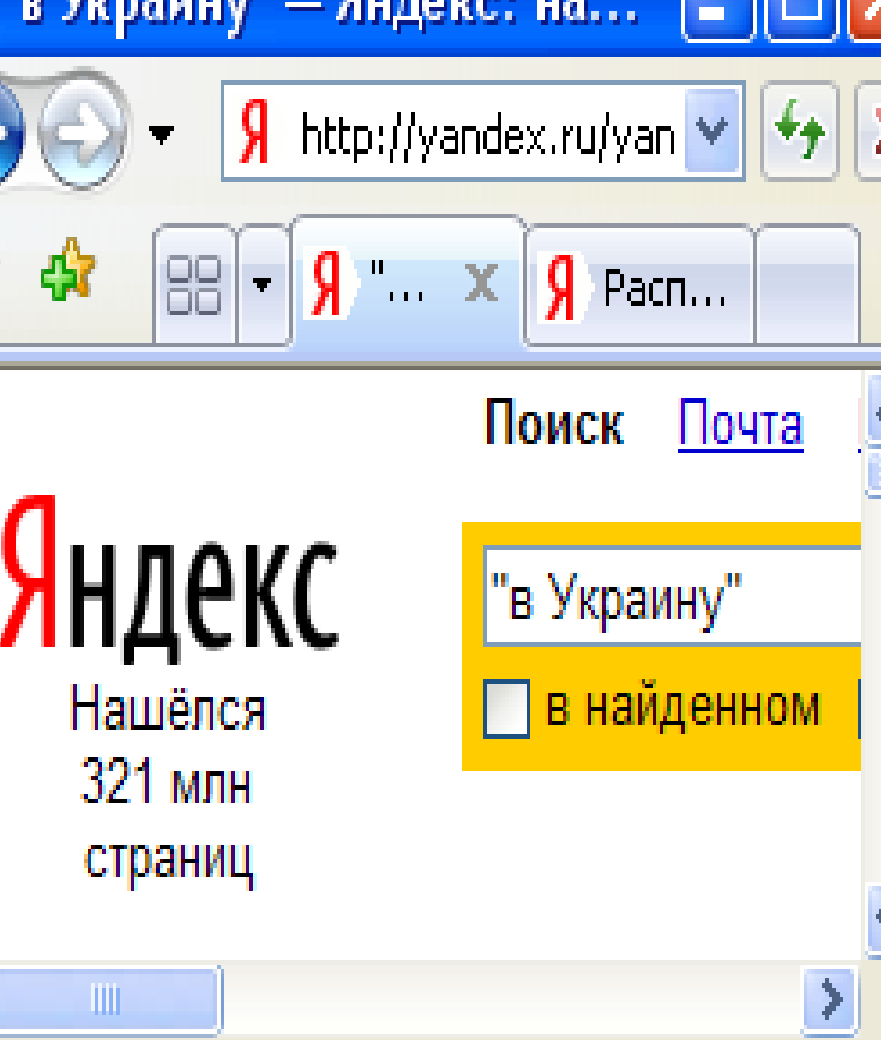 "в Украину" — Яндекс: на...
http://yandex.ru/yan
Я "... X Я Расп...
Поиск Почта
Яндекс
"в Украину"
в найденном
Нашёлся
321 млн
страниц